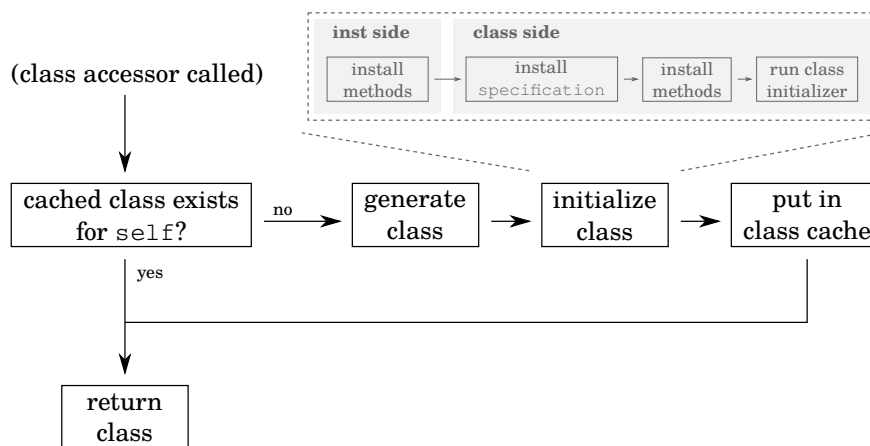 inst side
class side
install
methods
install
specification
install
methods
run class
initializer
(class accessor called)
cached class exists
for self?
no
generate
class
initialize
class
put in
class cache
yes
return
class